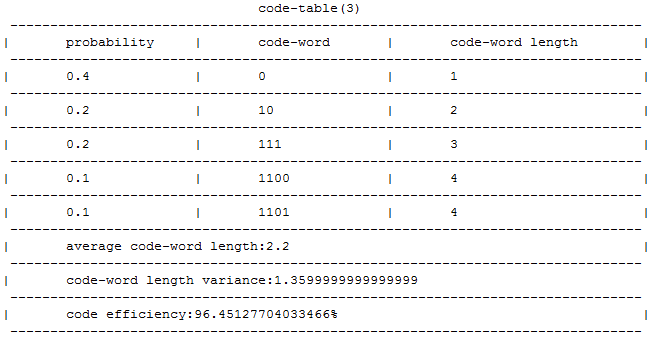 code-table(3)
| probability | code-word | code-word length |
| 0.4 | 0 | 1 |
| 0.2 | 10 | 2 |
| 0.2 | 111 | 3 |
| 0.1 | 1100 | 4 |
| 0.1 | 1101 | 4 |
| average code-word length:2.2 |
| code-word length variance:1.3599999999999999 |
| code efficiency:96.45127704033466% |